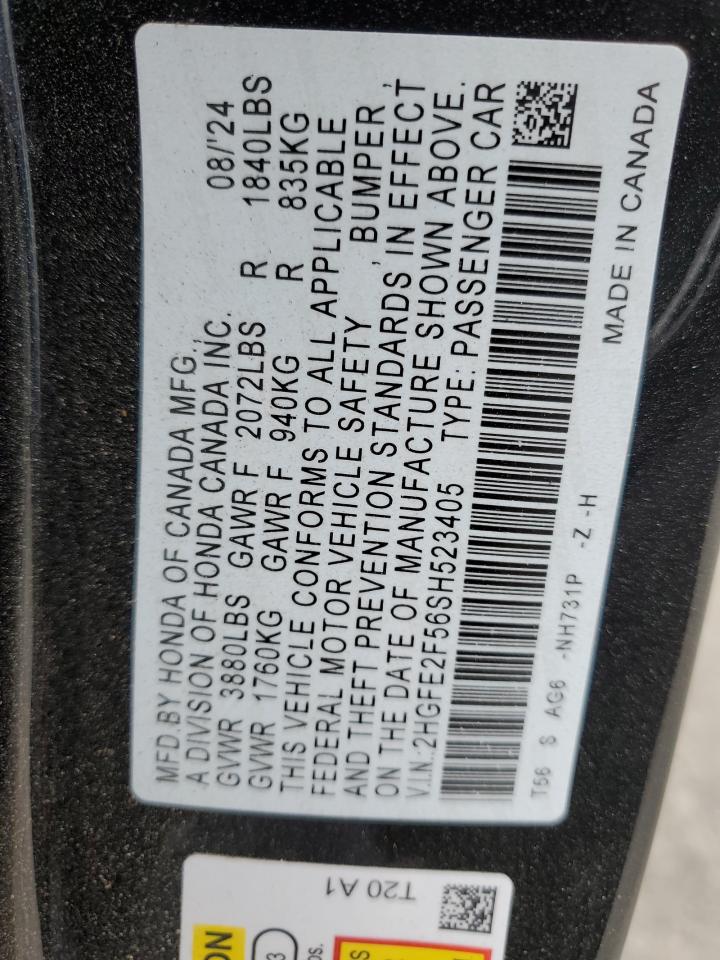 MFD.BY HONDA OF CANADA MFG., 08/'24
A DIVISION OF HONDA CANADA INC.
GVWR 3880LBS GAWR F 2072LBS R 1840LBS
GVWR 1760KG GAWR F 940KG R 835KG
THIS VEHICLE CONFORMS TO ALL APPLICABLE
FEDERAL MOTOR VEHICLE SAFETY , BUMPER ,
AND THEFT PREVENTION STANDARDS IN EFFECT
ON THE DATE OF MANUFACTURE SHOWN ABOVE.
V.I.N.:2HGFE2F56SH523405 TYPE: PASSENGER CAR
T56 S AG6 -NH731P -Z -H MADE IN CANADA
T20 A1